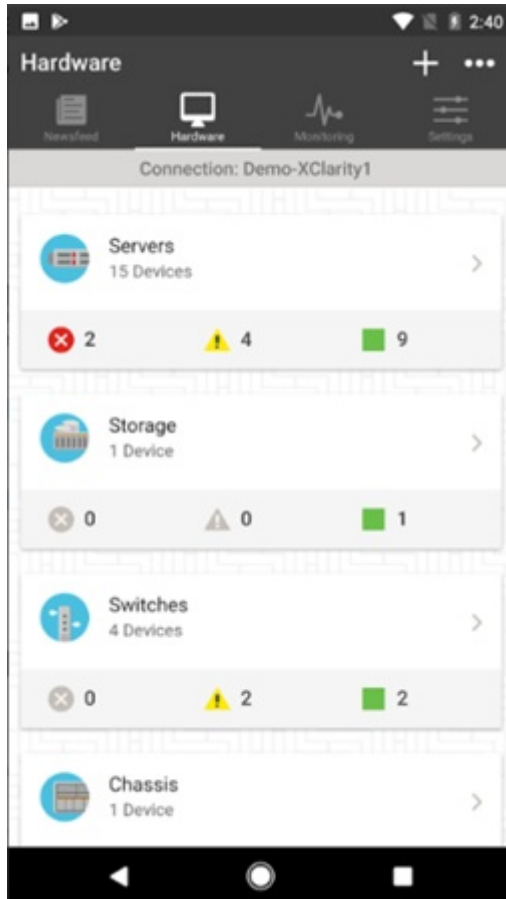 2:40
Hardware
Newsfeed
Hardware
Monitoring
Settings
Connection: Demo-XClarity1
Servers
15 Devices
2
4
9
Storage
1 Device
0
0
1
Switches
4 Devices
0
2
2
Chassis
1 Device